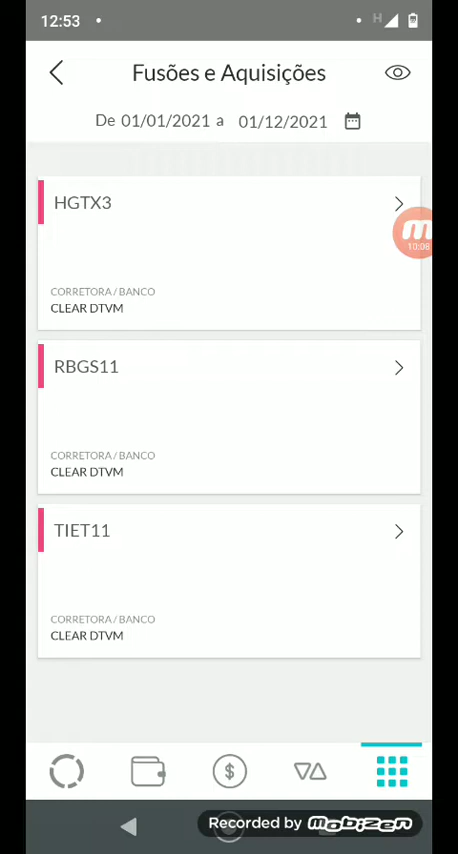 12:53
H
Fusões e Aquisições
De 01/01/2021 a 01/12/2021
HGTX3
10:06
CORRETORA / BANCO
CLEAR DTVM
RBGS11
CORRETORA / BANCO
CLEAR DTVM
TIET11
CORRETORA / BANCO
CLEAR DTVM
Recorded by mobizen